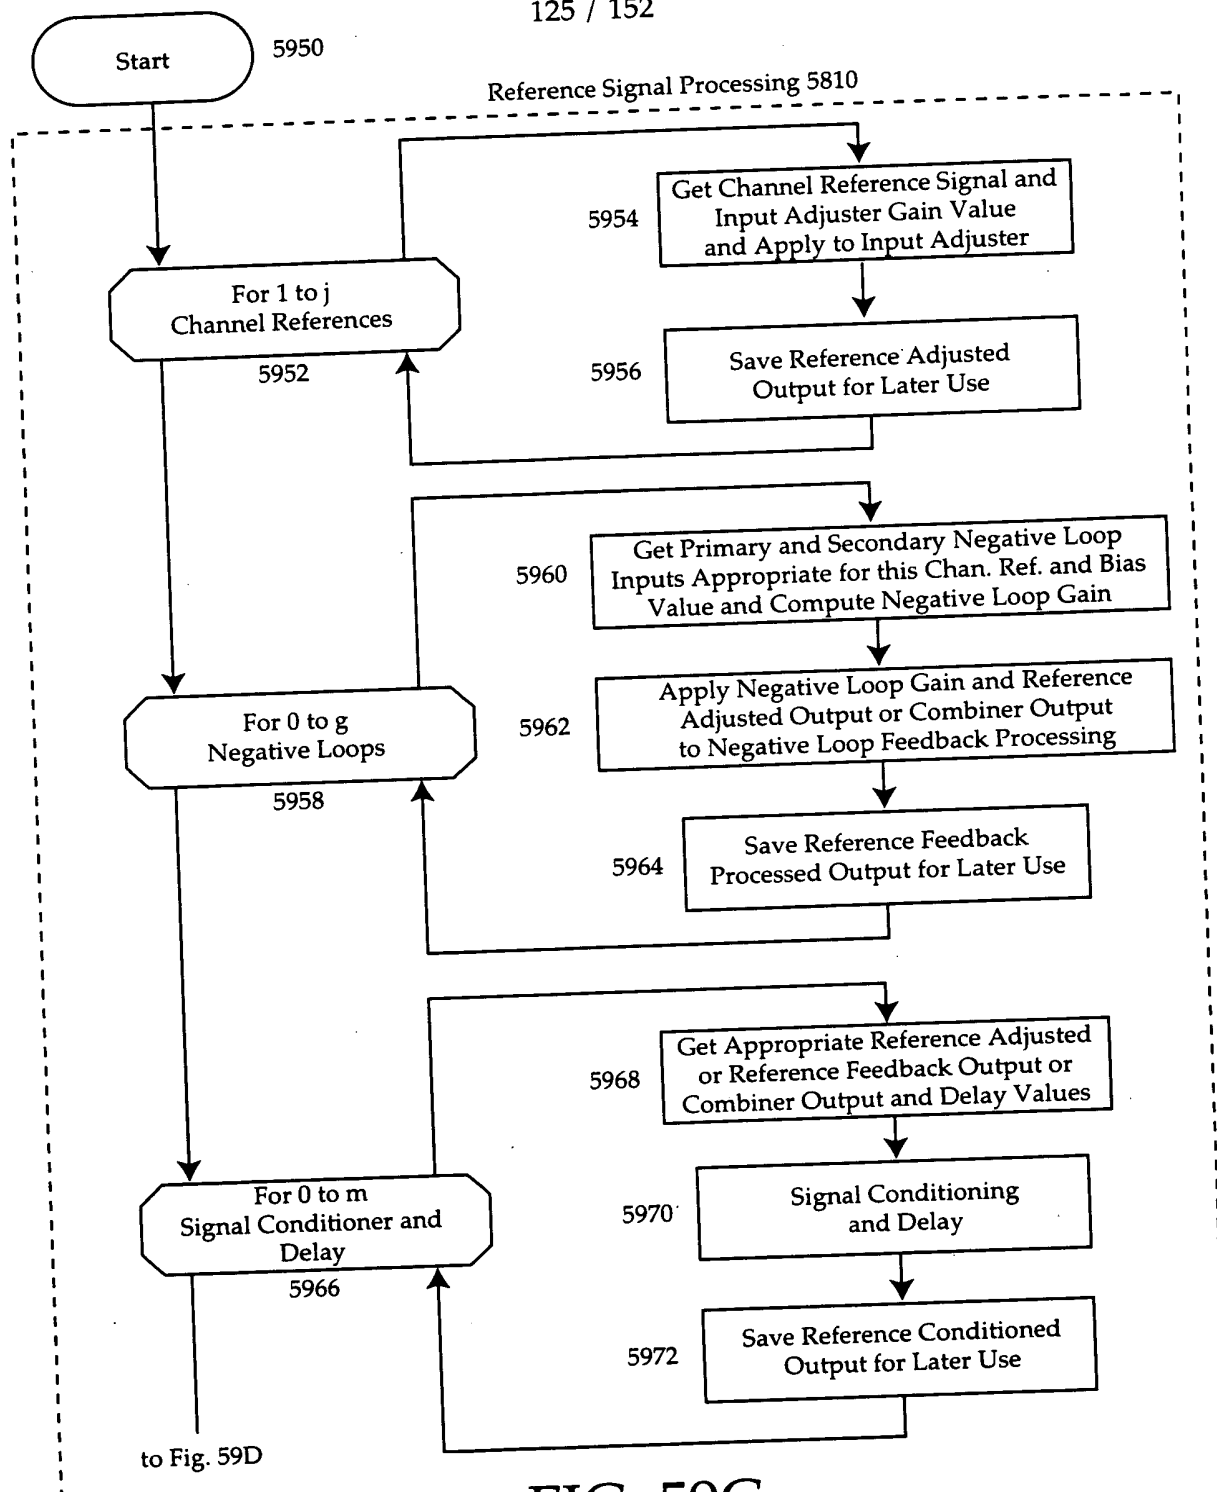 125 / 152
Start
5950
Reference Signal Processing 5810
Get Channel Reference Signal and
Input Adjuster Gain Value
and Apply to Input Adjuster
5954
For 1 to j
Channel References
5952
Save Reference Adjusted
Output for Later Use
5956
Get Primary and Secondary Negative Loop
Inputs Appropriate for this Chan. Ref. and Bias
Value and Compute Negative Loop Gain
5960
Apply Negative Loop Gain and Reference
Adjusted Output or Combiner Output
to Negative Loop Feedback Processing
5962
For 0 to g
Negative Loops
5958
Save Reference Feedback
Processed Output for Later Use
5964
Get Appropriate Reference Adjusted
or Reference Feedback Output or
Combiner Output and Delay Values
5968
For 0 to m
Signal Conditioner and
Delay
5966
Signal Conditioning
and Delay
5970
Save Reference Conditioned
Output for Later Use
5972
to Fig. 59D
FIG. 59C